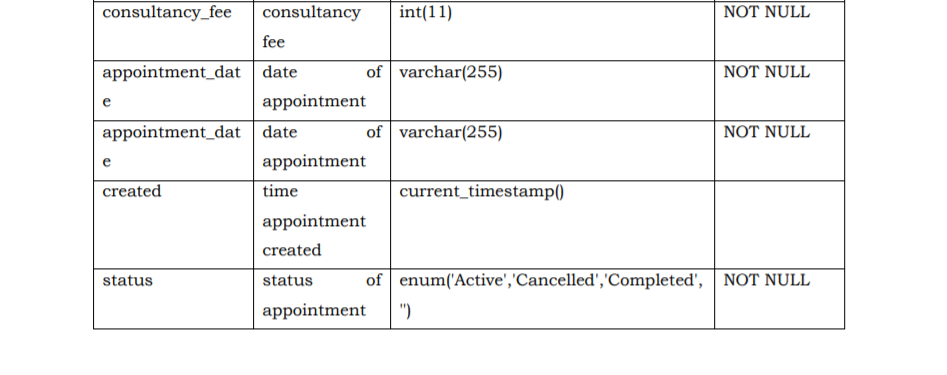 consultancy_fee consultancy int(11) NOT NULL
fee
appointment_dat date of varchar(255) NOT NULL
e appointment
appointment_dat date of varchar(255) NOT NULL
e appointment
created time current_timestamp()
appointment
created
status status of enum('Active','Cancelled','Completed', NOT NULL
appointment '')